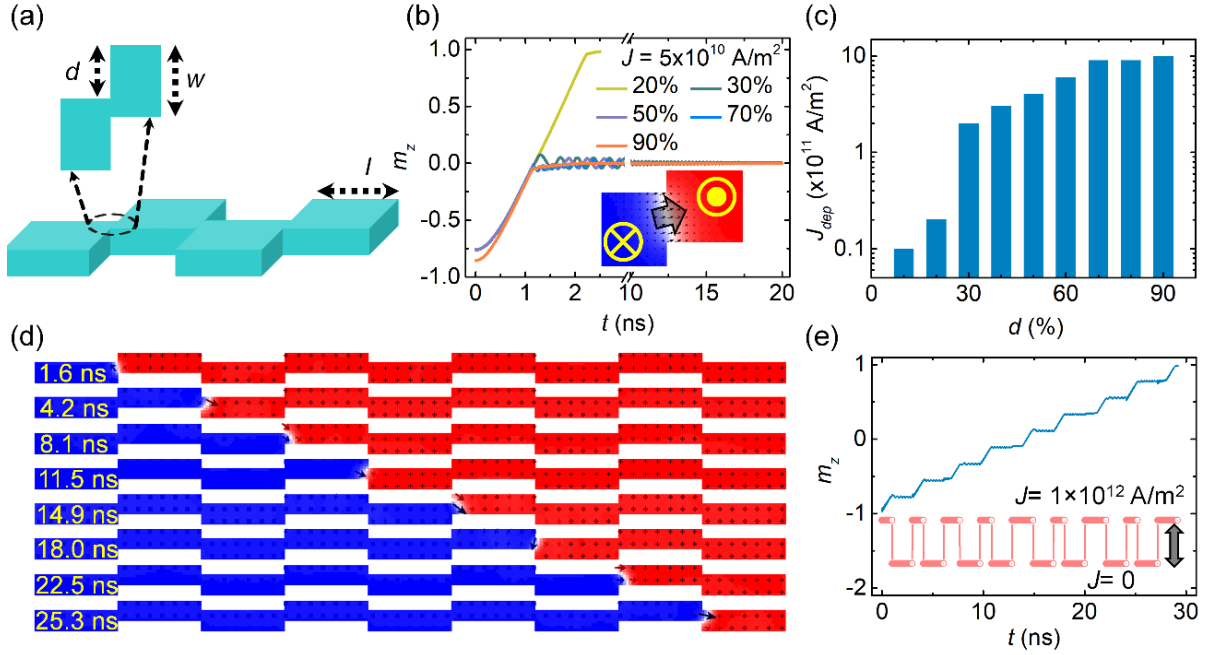 (a)
d
w
l
(b)
J = 5x10^10 A/m^2
20% 30%
50% 70%
90%
1.0
0.5
0.0
-0.5
-1.0
m_z
0 1 2 10 15 20
t (ns)
(c)
10
1
0.1
J_dep (x10^11 A/m^2)
0 30 60 90
d (%)
(d)
1.6 ns
4.2 ns
8.1 ns
11.5 ns
14.9 ns
18.0 ns
22.5 ns
25.3 ns
(e)
1
0
-1
-2
m_z
J= 1×10^12 A/m^2
J= 0
0 10 20 30
t (ns)